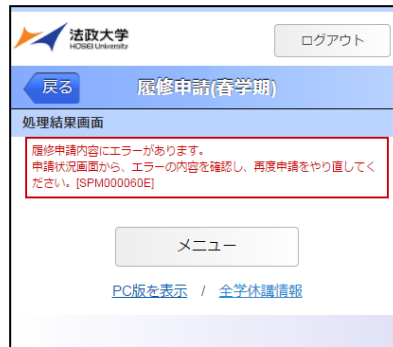 法政大学
HOSEI University
ログアウト
戻る
履修申請(春学期)
処理結果画面
履修申請内容にエラーがあります。
申請状況画面から、エラーの内容を確認し、再度申請をやり直してく
ださい。[SPM000060E]
メニュー
PC版を表示 / 全学休講情報